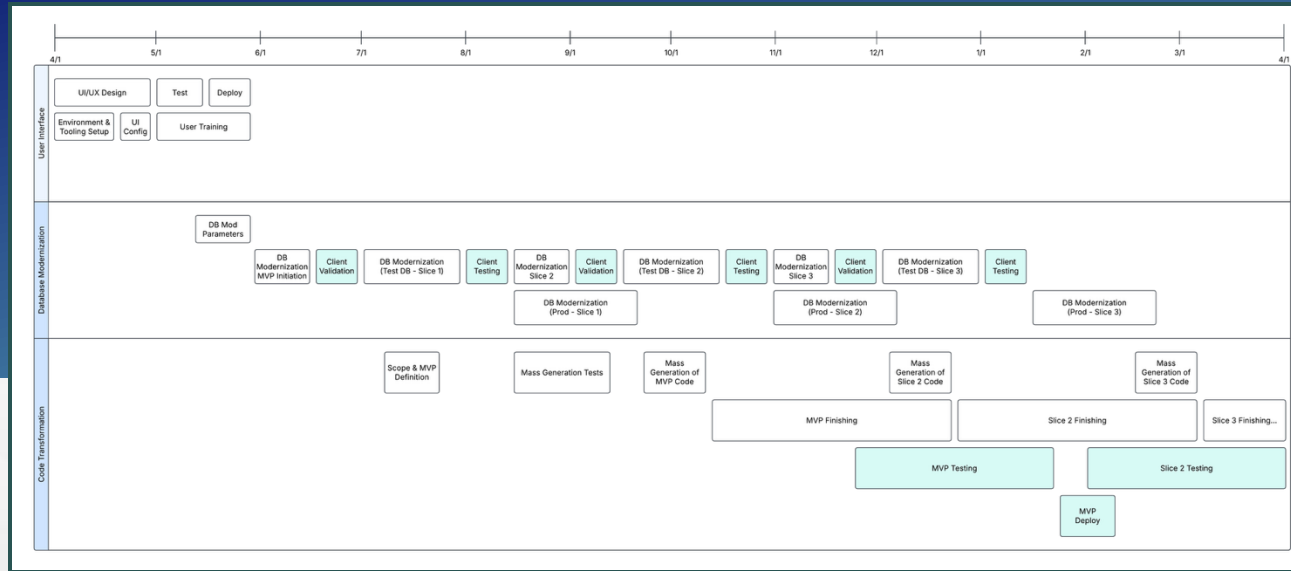 4/1
5/1
6/1
7/1
8/1
9/1
10/1
11/1
12/1
1/1
2/1
3/1
4/1
User Interface
UI/UX Design
Test
Deploy
Environment &
Tooling Setup
UI
Config
User Training
Database Modernization
DB Mod
Parameters
DB
Modernization
MVP Initiation
Client
Validation
DB Modernization
(Test DB - Slice 1)
Client
Testing
DB
Modernization
Slice 2
Client
Validation
DB Modernization
(Test DB - Slice 2)
Client
Testing
DB
Modernization
Slice 3
Client
Validation
DB Modernization
(Test DB - Slice 3)
Client
Testing
DB Modernization
(Prod - Slice 1)
DB Modernization
(Prod - Slice 2)
DB Modernization
(Prod - Slice 3)
Code Transformation
Scope & MVP
Definition
Mass Generation Tests
Mass
Generation of
MVP Code
Mass
Generation of
Slice 2 Code
Mass
Generation of
Slice 3 Code
MVP Finishing
Slice 2 Finishing
Slice 3 Finishing...
MVP Testing
Slice 2 Testing
MVP
Deploy